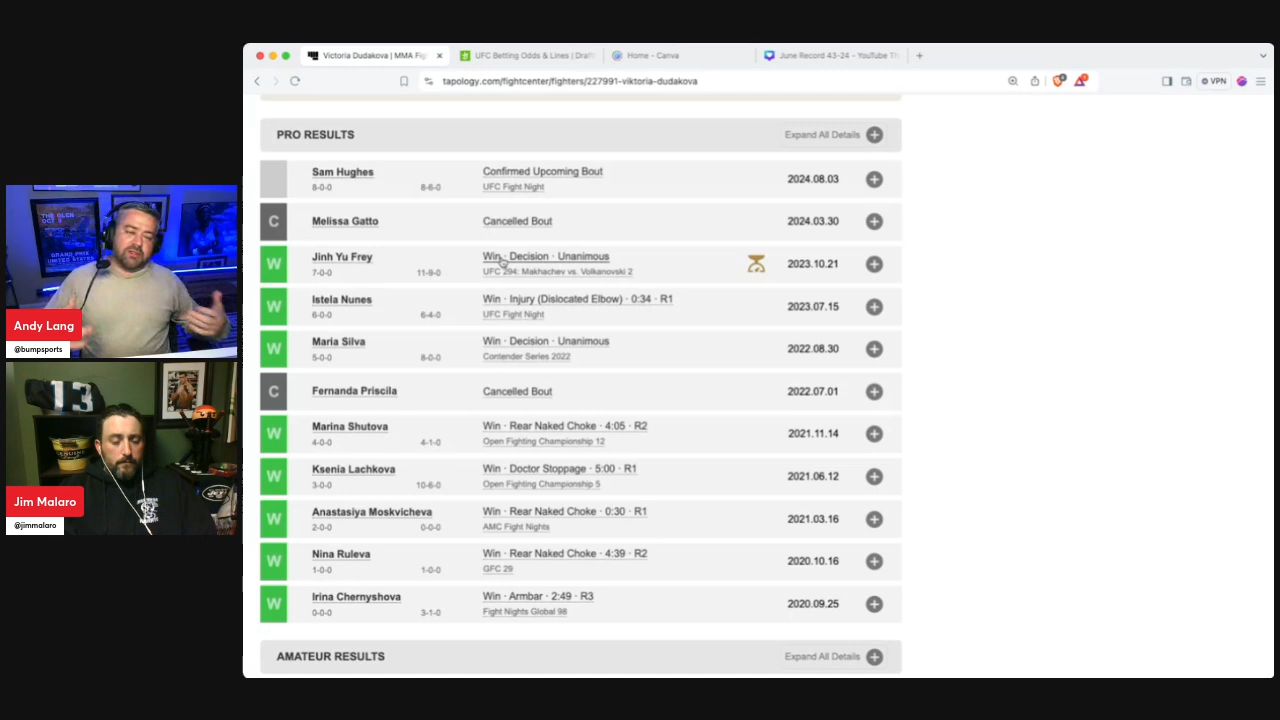 Victoria Dudakova | MMA Fig
UFC Betting Odds & Lines | Draft
Home - Canva
June Record 43-24 – YouTube Th
tapology.com/fightcenter/fighters/227991-viktoria-dudakova
VPN
PRO RESULTS
Expand All Details
Sam Hughes
Confirmed Upcoming Bout
2024.08.03
8-0-0
8-6-0
UFC Fight Night
C
Melissa Gatto
Cancelled Bout
2024.03.30
W
Jinh Yu Frey
Win · Decision · Unanimous
2023.10.21
7-0-0
11-9-0
UFC 294: Makhachev vs. Volkanovski 2
W
Istela Nunes
Win · Injury (Dislocated Elbow) · 0:34 · R1
2023.07.15
6-0-0
6-4-0
UFC Fight Night
W
Maria Silva
Win · Decision · Unanimous
2022.08.30
5-0-0
8-0-0
Contender Series 2022
C
Fernanda Priscila
Cancelled Bout
2022.07.01
W
Marina Shutova
Win · Rear Naked Choke · 4:05 · R2
2021.11.14
4-0-0
4-1-0
Open Fighting Championship 12
W
Ksenia Lachkova
Win · Doctor Stoppage · 5:00 · R1
2021.06.12
3-0-0
10-6-0
Open Fighting Championship 5
W
Anastasiya Moskvicheva
Win · Rear Naked Choke · 0:30 · R1
2021.03.16
2-0-0
0-0-0
AMC Fight Nights
W
Nina Ruleva
Win · Rear Naked Choke · 4:39 · R2
2020.10.16
1-0-0
1-0-0
GFC 29
W
Irina Chernyshova
Win · Armbar · 2:49 · R3
2020.09.25
0-0-0
3-1-0
Fight Nights Global 98
AMATEUR RESULTS
Expand All Details
THE GLEN
OCT 5
GRAND PRIX
UNITED STATES
Andy Lang
@bumpsports
13
GENUINE
JETS
Jim Malaro
@jimmalaro